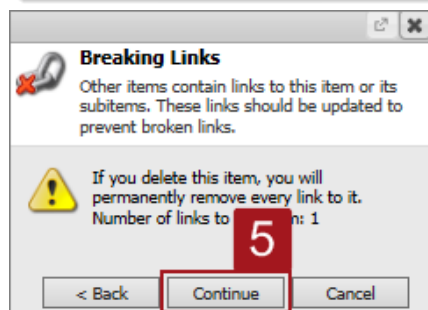 Breaking Links
Other items contain links to this item or its
subitems. These links should be updated to
prevent broken links.
If you delete this item, you will
permanently remove every link to it.
Number of links to : 1
5
< Back
Continue
Cancel